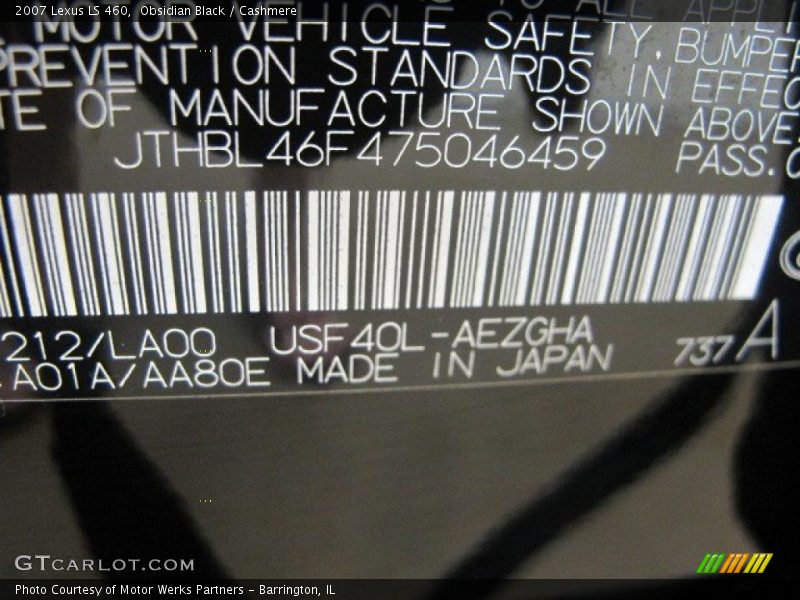 2007 Lexus LS 460, Obsidian Black / Cashmere
MOTOR VEHICLE SAFETY, BUMPER
PREVENTION STANDARDS IN EFFEC
TE OF MANUFACTURE SHOWN ABOVE.
JTHBL46F475046459 PASS.
212/LA00 USF40L-AEZGHA 737 A
A01A/AA80E MADE IN JAPAN
GTCARLOT.COM
Photo Courtesy of Motor Werks Partners - Barrington, IL